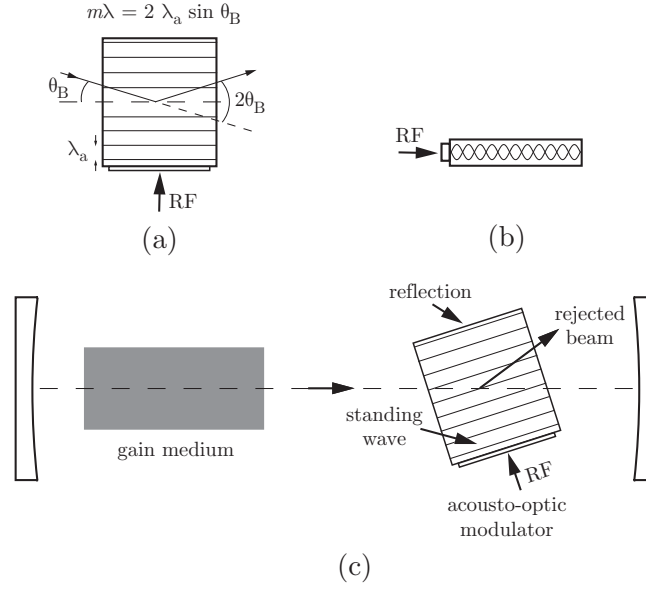 mλ = 2 λa sin θB
θB
2θB
λa
RF
(a)
RF
(b)
reflection
rejected
beam
standing
wave
gain medium
RF
acousto-optic
modulator
(c)